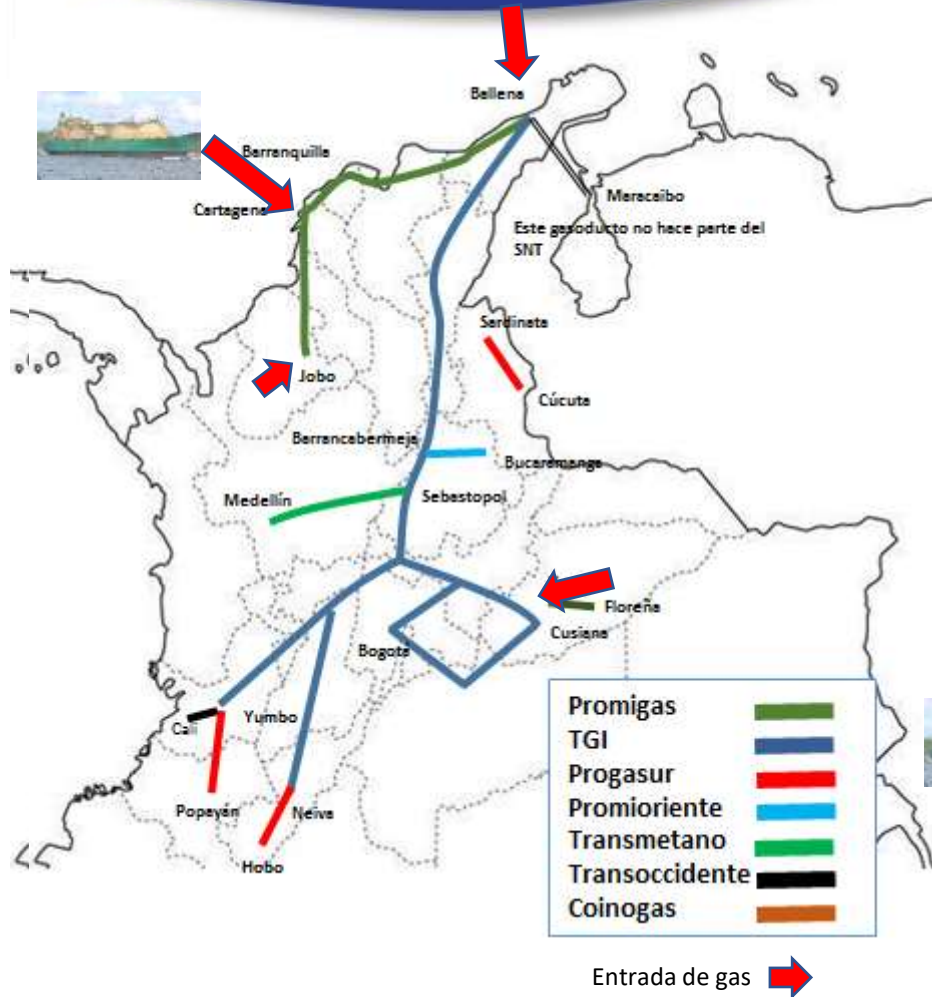 Ballena
Barranquilla
Cartagena
Maracaibo
Este gasoducto no hace parte del
SNT
Sardinata
Jobo
Cúcuta
Barrancabermeja
Bucaramanga
Medellín
Sebastopol
Floreña
Cusiana
Bogotá
Cali
Yumbo
Popayán
Neiva
Hobo
Promigas
TGI
Progasur
Promioriente
Transmetano
Transoccidente
Coinogas
Entrada de gas